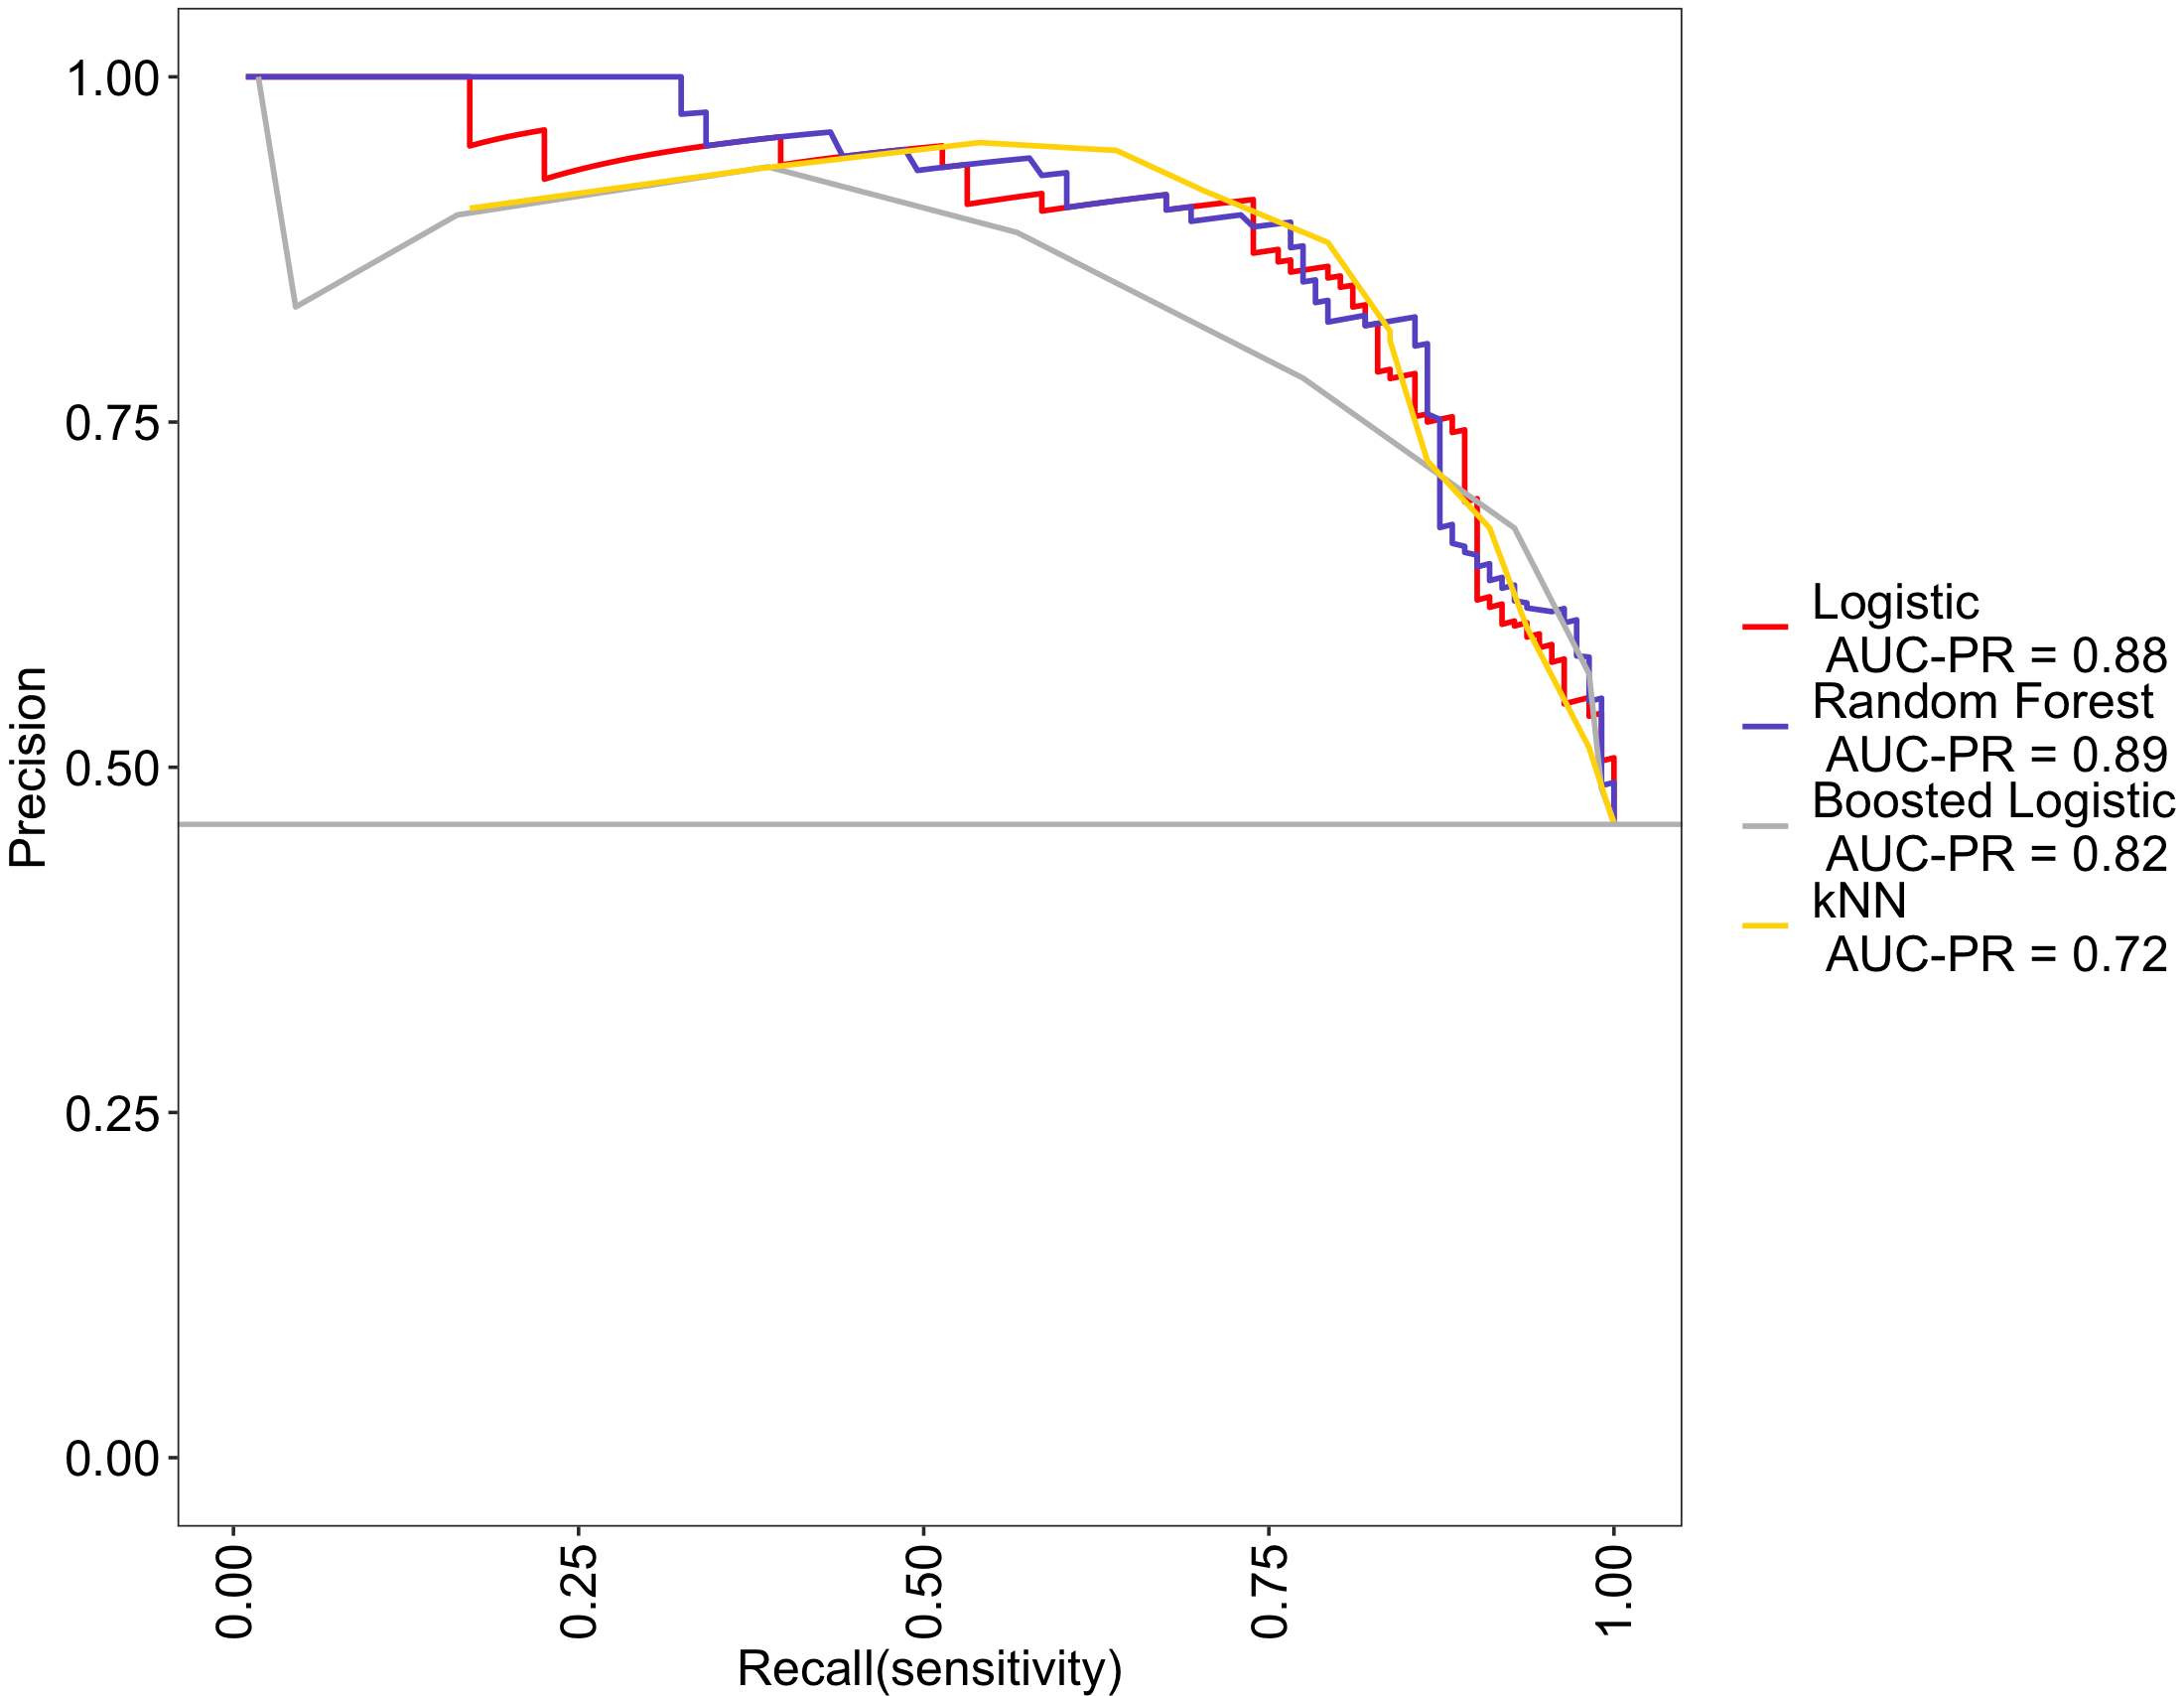 1.00
0.75
0.50
0.25
0.00
Precision
0.00
0.25
0.50
0.75
1.00
Recall(sensitivity)
Logistic
AUC-PR = 0.88
Random Forest
AUC-PR = 0.89
Boosted Logistic
AUC-PR = 0.82
kNN
AUC-PR = 0.72